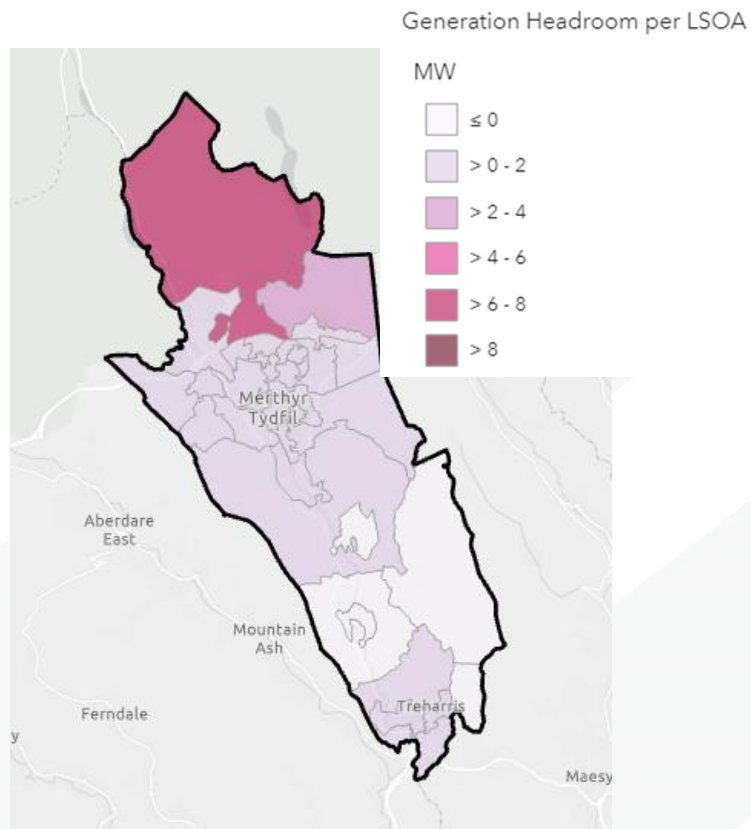 Generation Headroom per LSOA
MW
≤ 0
> 0 - 2
> 2 - 4
> 4 - 6
> 6 - 8
> 8
Merthyr
Tydfil
Aberdare
East
Mountain
Ash
Treharris
Ferndale
y
Maesy